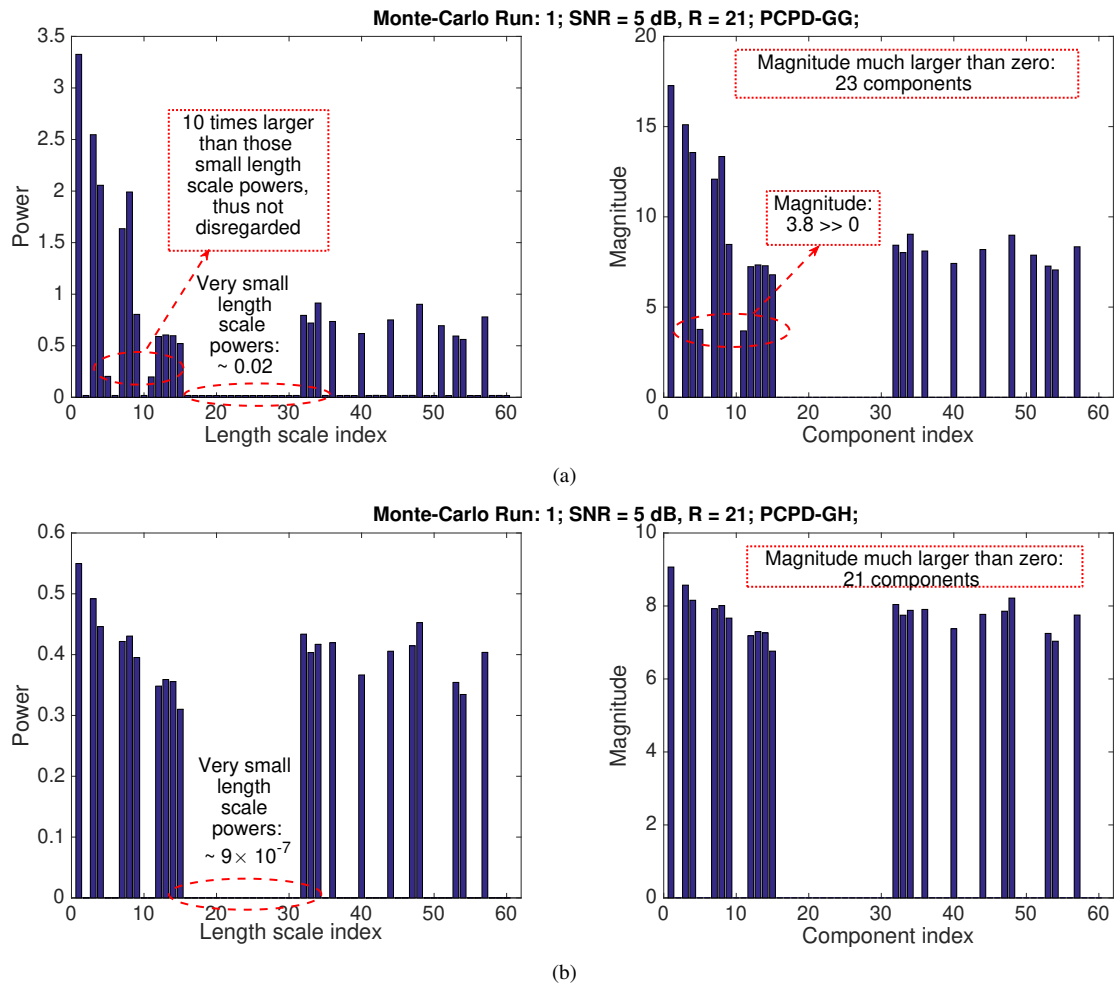 Monte-Carlo Run: 1; SNR = 5 dB, R = 21; PCPD-GG;
3.5
3
2.5
2
1.5
1
0.5
0
Power
10 times larger
than those
small length
scale powers,
thus not
disregarded
Very small
length
scale
powers:
~ 0.02
0 10 20 30 40 50 60
Length scale index
20
15
10
5
0
Magnitude
Magnitude much larger than zero:
23 components
Magnitude:
3.8 >> 0
0 10 20 30 40 50 60
Component index
(a)
Monte-Carlo Run: 1; SNR = 5 dB, R = 21; PCPD-GH;
0.6
0.5
0.4
0.3
0.2
0.1
0
Power
Very small
length
scale
powers:
~ 9× 10^-7
0 10 20 30 40 50 60
Length scale index
10
8
6
4
2
0
Magnitude
Magnitude much larger than zero:
21 components
0 10 20 30 40 50 60
Component index
(b)